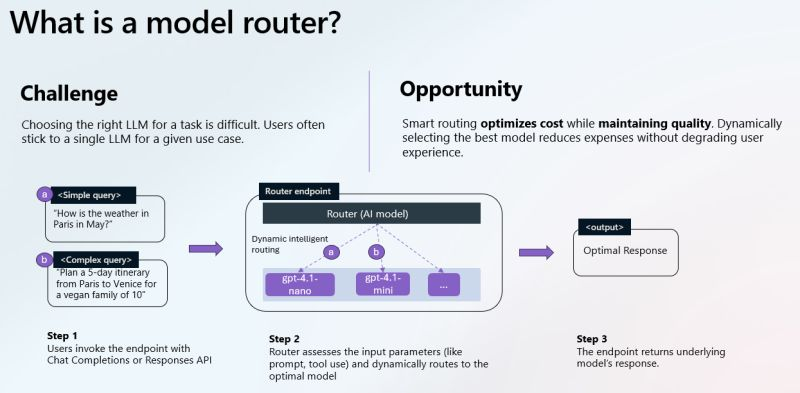 What is a model router?
Challenge
Choosing the right LLM for a task is difficult. Users often
stick to a single LLM for a given use case.
Opportunity
Smart routing optimizes cost while maintaining quality. Dynamically
selecting the best model reduces expenses without degrading user
experience.
a
<Simple query>
"How is the weather in
Paris in May?"
b
<Complex query>
"Plan a 5-day itinerary
from Paris to Venice for
a vegan family of 10"
Router endpoint
Router (AI model)
Dynamic intelligent
routing
a
b
gpt-4.1-
nano
gpt-4.1-
mini
...
<output>
Optimal Response
Step 1
Users invoke the endpoint with
Chat Completions or Responses API
Step 2
Router assesses the input parameters (like
prompt, tool use) and dynamically routes to the
optimal model
Step 3
The endpoint returns underlying
model's response.